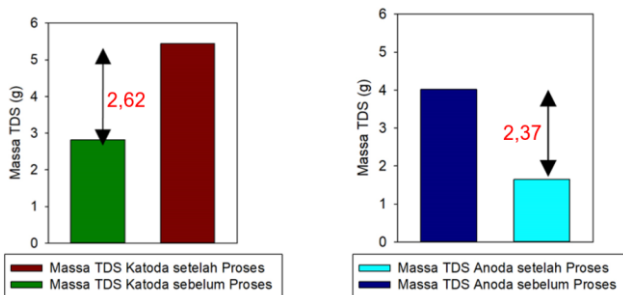 Massa TDS (g)
6
5
4
3
2
1
0
2,62
Massa TDS Katoda setelah Proses
Massa TDS Katoda sebelum Proses
Massa TDS (g)
6
5
4
3
2
1
0
2,37
Massa TDS Anoda setelah Proses
Massa TDS Anoda sebelum Proses